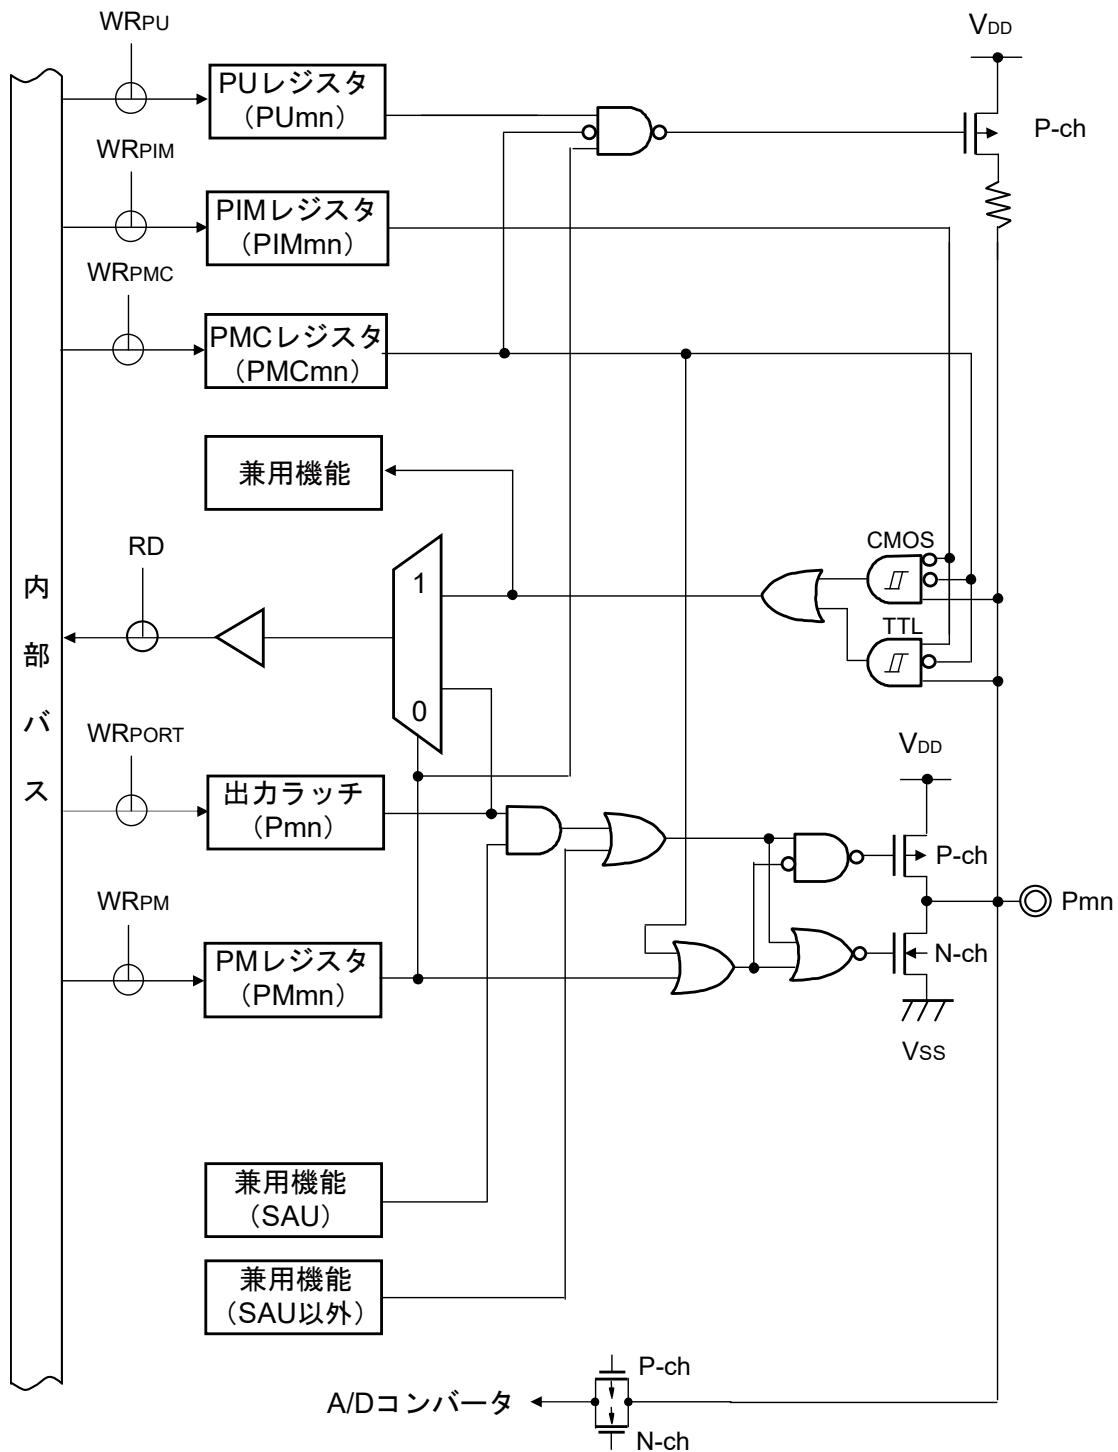 WRPU
VDD
PUレジスタ
（PUmn）
P-ch
WRPIM
PIMレジスタ
（PIMmn）
WRPMC
PMCレジスタ
（PMCmn）
兼用機能
CMOS
RD
1
内部バス
TTL
0
WRPORT
VDD
出力ラッチ
（Pmn）
P-ch
WRPM
Pmn
PMレジスタ
（PMmn）
N-ch
VSS
兼用機能
（SAU）
兼用機能
（SAU以外）
P-ch
A/Dコンバータ
N-ch